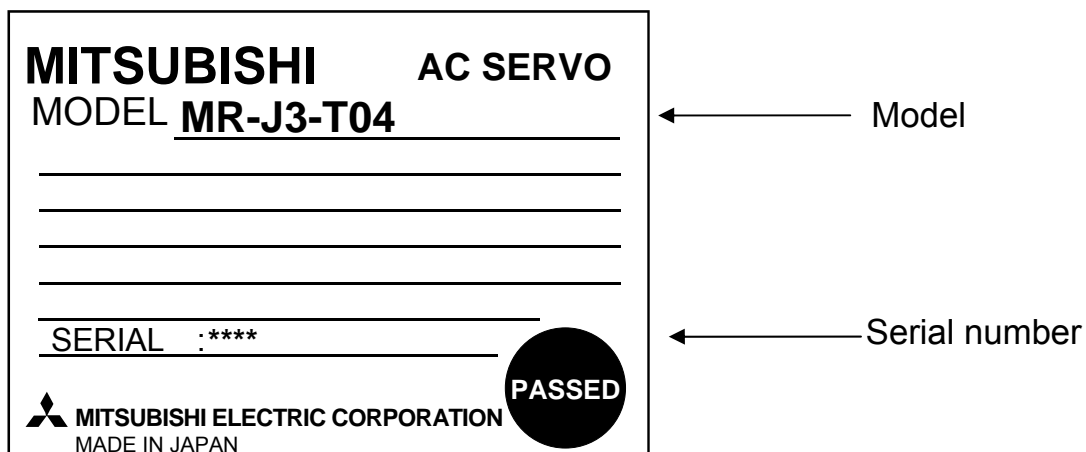 MITSUBISHI AC SERVO
MODEL MR-J3-T04
Model
SERIAL :****
Serial number
PASSED
MITSUBISHI ELECTRIC CORPORATION
MADE IN JAPAN